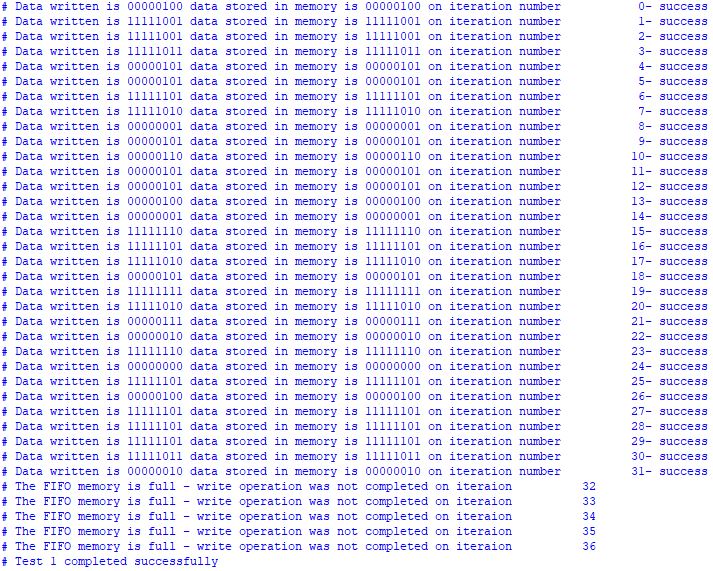 # Data written is 00000100 data stored in memory is 00000100 on iteration number          0- success
# Data written is 11111001 data stored in memory is 11111001 on iteration number          1- success
# Data written is 11111001 data stored in memory is 11111001 on iteration number          2- success
# Data written is 11111011 data stored in memory is 11111011 on iteration number          3- success
# Data written is 00000101 data stored in memory is 00000101 on iteration number          4- success
# Data written is 00000101 data stored in memory is 00000101 on iteration number          5- success
# Data written is 11111101 data stored in memory is 11111101 on iteration number          6- success
# Data written is 11111010 data stored in memory is 11111010 on iteration number          7- success
# Data written is 00000001 data stored in memory is 00000001 on iteration number          8- success
# Data written is 00000101 data stored in memory is 00000101 on iteration number          9- success
# Data written is 00000110 data stored in memory is 00000110 on iteration number         10- success
# Data written is 00000101 data stored in memory is 00000101 on iteration number         11- success
# Data written is 00000101 data stored in memory is 00000101 on iteration number         12- success
# Data written is 00000100 data stored in memory is 00000100 on iteration number         13- success
# Data written is 00000001 data stored in memory is 00000001 on iteration number         14- success
# Data written is 11111110 data stored in memory is 11111110 on iteration number         15- success
# Data written is 11111101 data stored in memory is 11111101 on iteration number         16- success
# Data written is 11111010 data stored in memory is 11111010 on iteration number         17- success
# Data written is 00000101 data stored in memory is 00000101 on iteration number         18- success
# Data written is 11111111 data stored in memory is 11111111 on iteration number         19- success
# Data written is 11111010 data stored in memory is 11111010 on iteration number         20- success
# Data written is 00000111 data stored in memory is 00000111 on iteration number         21- success
# Data written is 00000010 data stored in memory is 00000010 on iteration number         22- success
# Data written is 11111110 data stored in memory is 11111110 on iteration number         23- success
# Data written is 00000000 data stored in memory is 00000000 on iteration number         24- success
# Data written is 11111101 data stored in memory is 11111101 on iteration number         25- success
# Data written is 00000100 data stored in memory is 00000100 on iteration number         26- success
# Data written is 11111101 data stored in memory is 11111101 on iteration number         27- success
# Data written is 11111101 data stored in memory is 11111101 on iteration number         28- success
# Data written is 11111101 data stored in memory is 11111101 on iteration number         29- success
# Data written is 11111011 data stored in memory is 11111011 on iteration number         30- success
# Data written is 00000010 data stored in memory is 00000010 on iteration number         31- success
# The FIFO memory is full - write operation was not completed on iteraion          32
# The FIFO memory is full - write operation was not completed on iteraion          33
# The FIFO memory is full - write operation was not completed on iteraion          34
# The FIFO memory is full - write operation was not completed on iteraion          35
# The FIFO memory is full - write operation was not completed on iteraion          36
# Test 1 completed successfully